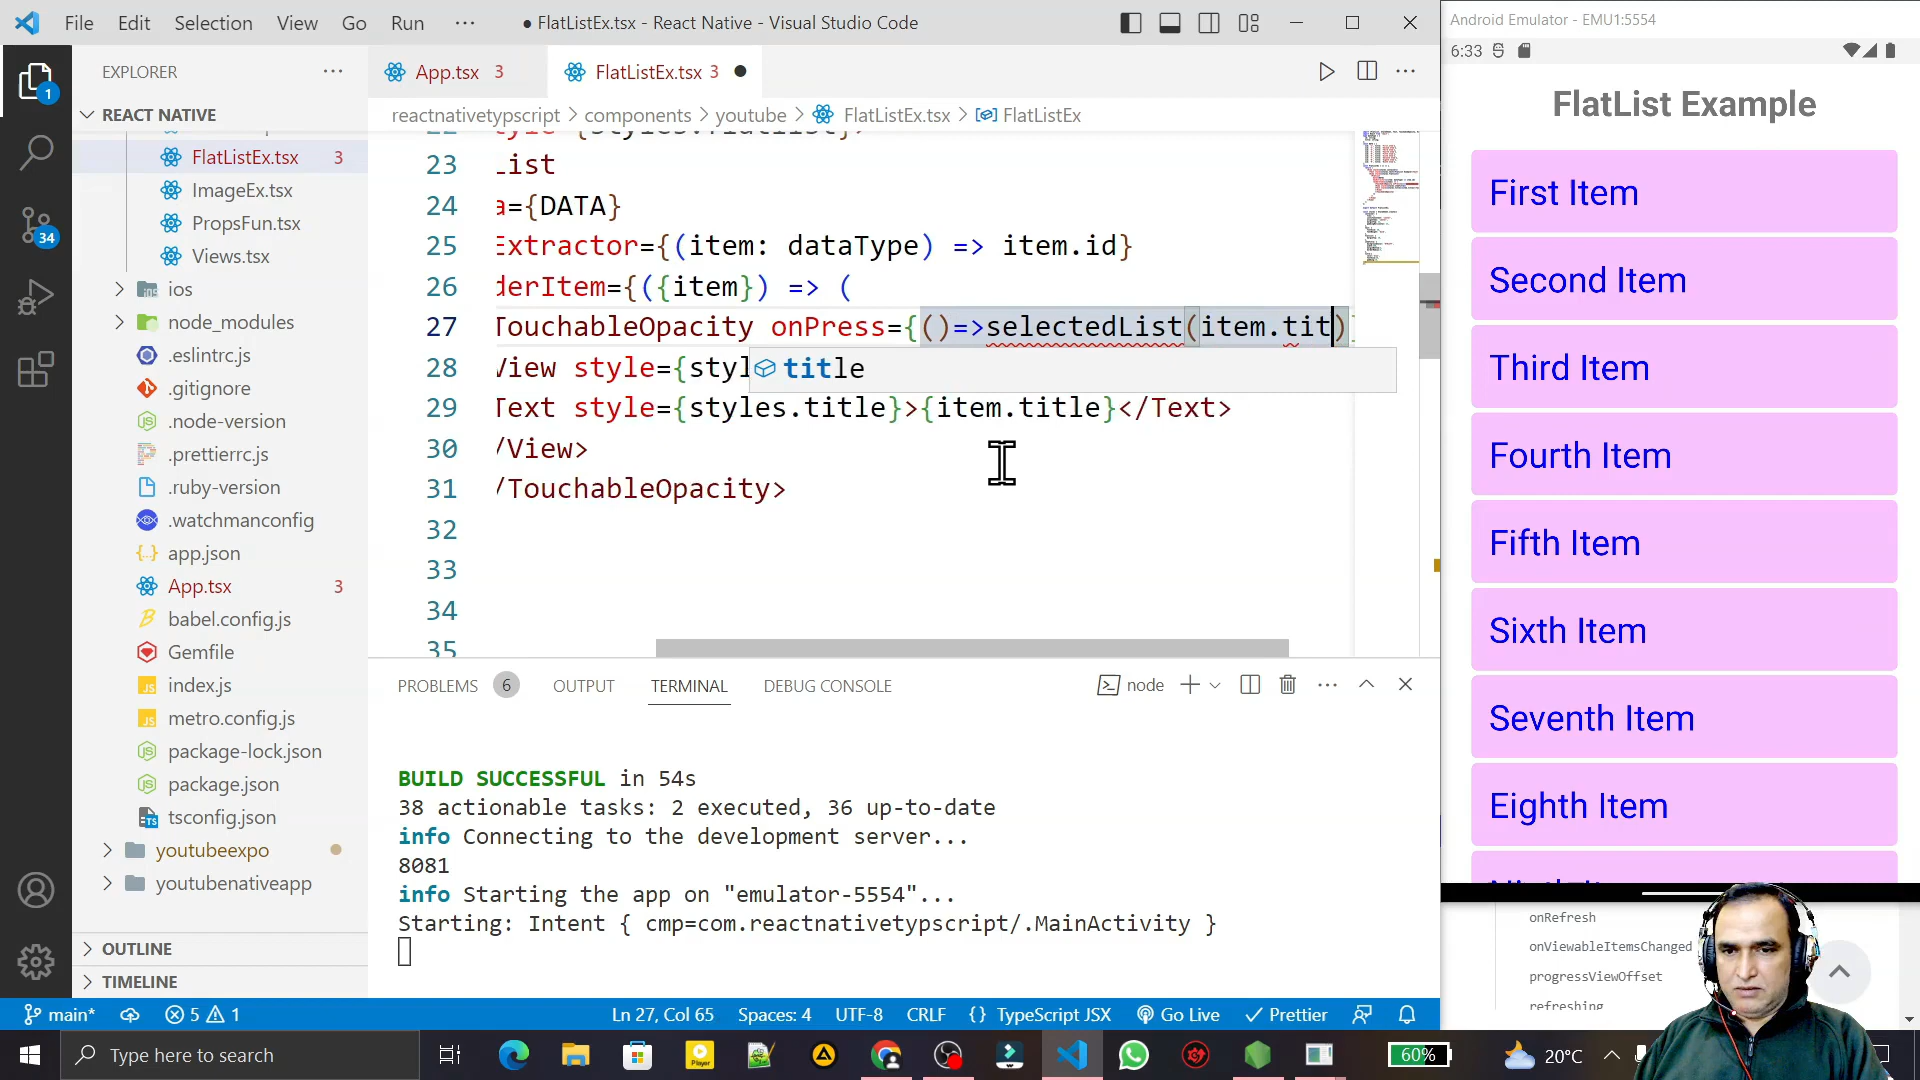 File Edit Selection View Go Run ··· ● FlatListEx.tsx - React Native - Visual Studio Code
EXPLORER ···
REACT NATIVE
FlatListEx.tsx 3
ImageEx.tsx
PropsFun.tsx
Views.tsx
ios
node_modules
.eslintrc.js
.gitignore
.node-version
.prettierrc.js
.ruby-version
.watchmanconfig
app.json
App.tsx 3
babel.config.js
Gemfile
index.js
metro.config.js
package-lock.json
package.json
tsconfig.json
youtubeexpo
youtubenativeapp
OUTLINE
TIMELINE
1
34
App.tsx 3 FlatListEx.tsx 3 ●
reactnativetypscript > components > youtube > FlatListEx.tsx > FlatListEx
23 List
24 a={DATA}
25 Extractor={(item: dataType) => item.id}
26 derItem={({item}) => (
27 TouchableOpacity onPress={()=>selectedList(item.tit)
28 View style={styl
title
29 Text style={styles.title}>{item.title}</Text>
30 /View>
31 /TouchableOpacity>
32
33
34
35
PROBLEMS 6 OUTPUT TERMINAL DEBUG CONSOLE node
BUILD SUCCESSFUL in 54s
38 actionable tasks: 2 executed, 36 up-to-date
info Connecting to the development server...
8081
info Starting the app on "emulator-5554"...
Starting: Intent { cmp=com.reactnativetypscript/.MainActivity }
main* 5 1 Ln 27, Col 65 Spaces: 4 UTF-8 CRLF {} TypeScript JSX Go Live Prettier
Type here to search
60%
20°C
Android Emulator - EMU1:5554
6:33
FlatList Example
First Item
Second Item
Third Item
Fourth Item
Fifth Item
Sixth Item
Seventh Item
Eighth Item
onRefresh
onViewableItemsChanged
progressViewOffset
refreshing